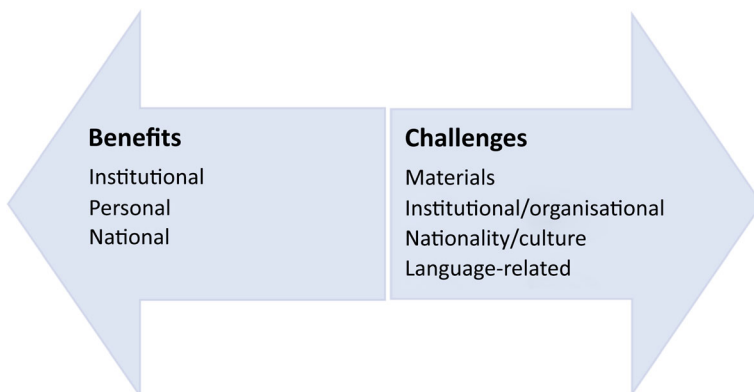 Benefits
Institutional
Personal
National
Challenges
Materials
Institutional/organisational
Nationality/culture
Language-related